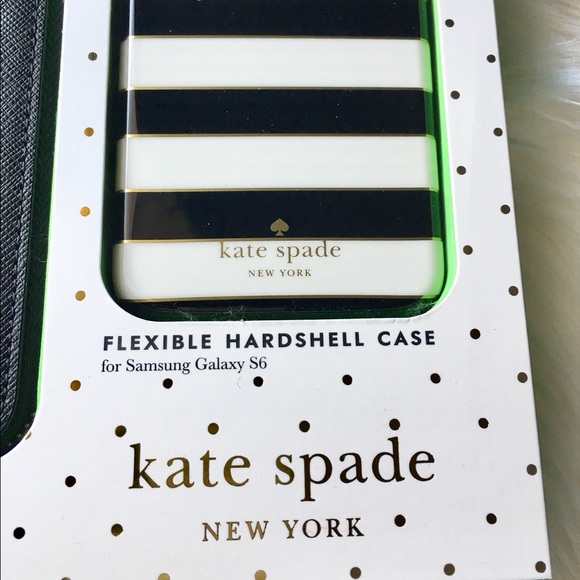 kate spade
NEW YORK
FLEXIBLE HARDSHELL CASE
for Samsung Galaxy S6
kate spade
NEW YORK